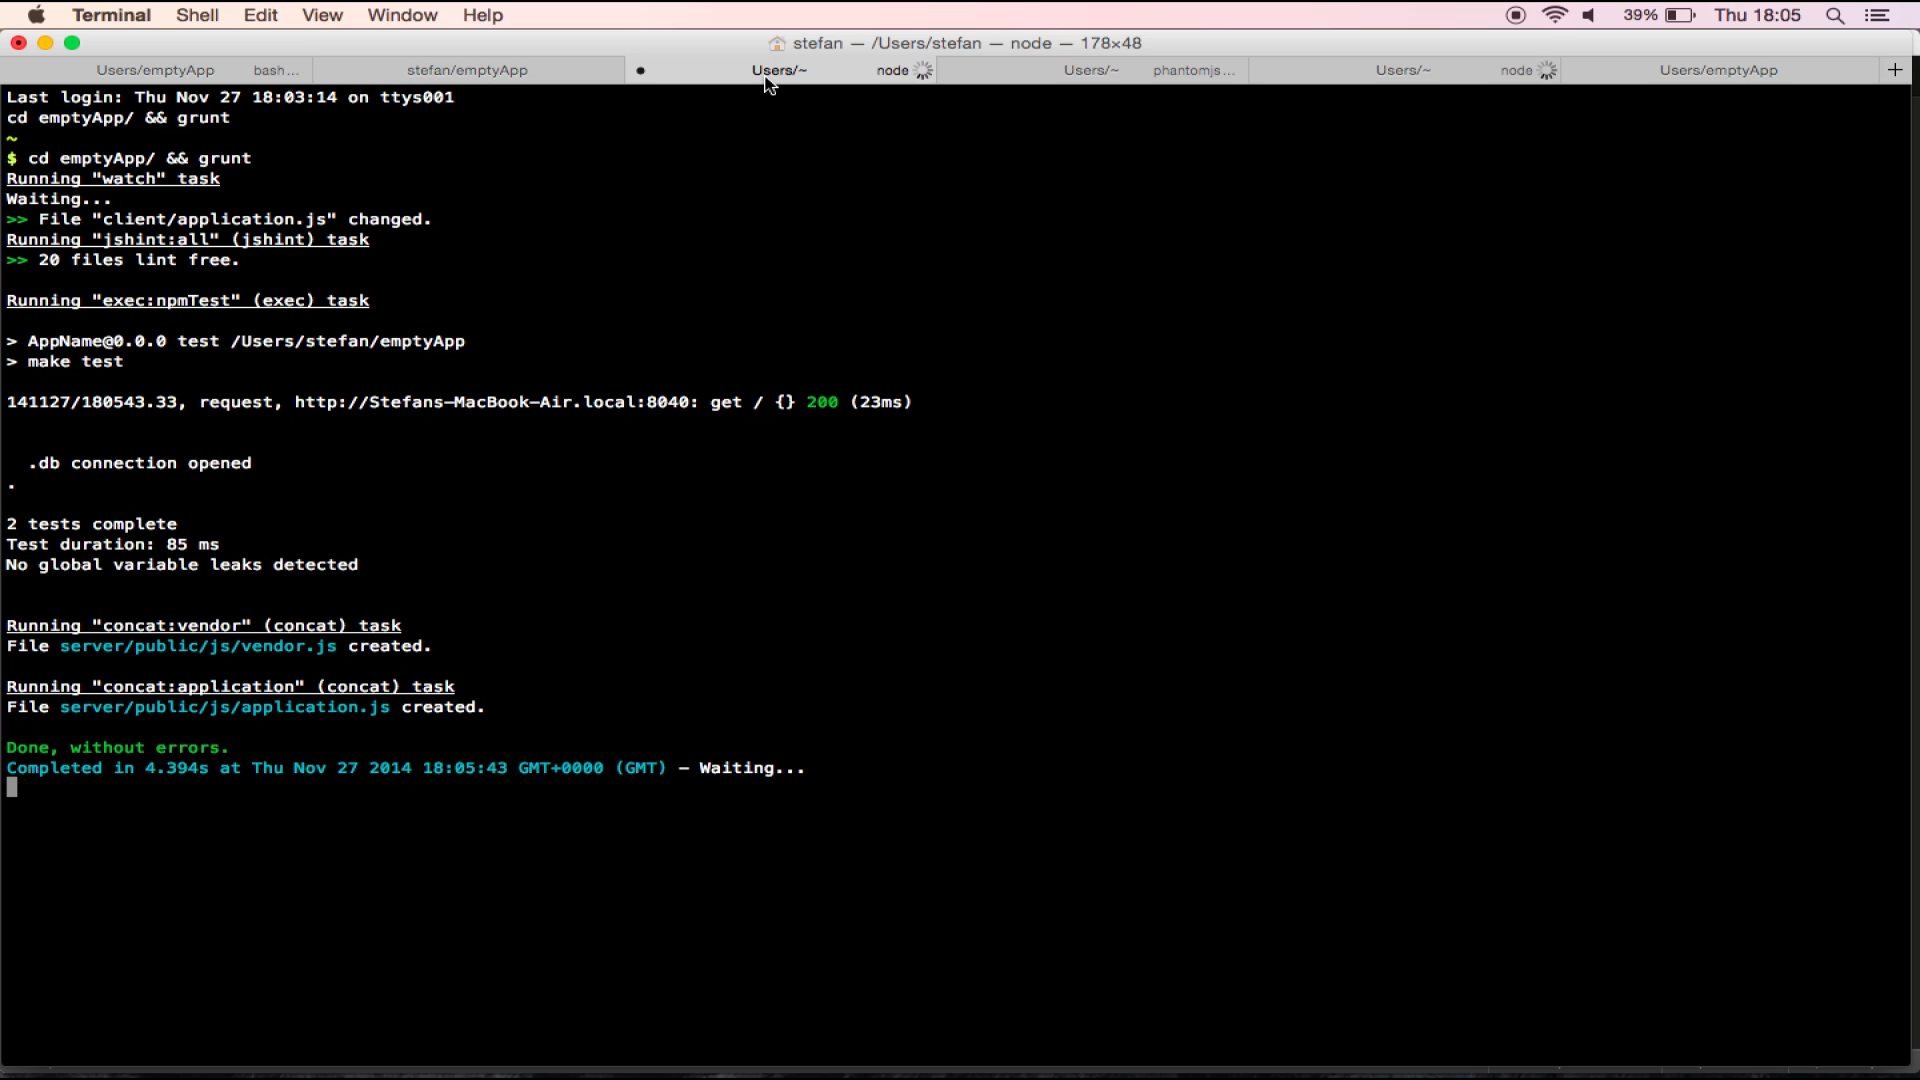 Terminal Shell Edit View Window Help 39% Thu 18:05
stefan — /Users/stefan — node — 178×48
Users/emptyApp bash... stefan/emptyApp Users/~ node Users/~ phantomjs... Users/~ node Users/emptyApp +
Last login: Thu Nov 27 18:03:14 on ttys001
cd emptyApp/ && grunt
~
$ cd emptyApp/ && grunt
Running "watch" task
Waiting...
>> File "client/application.js" changed.
Running "jshint:all" (jshint) task
>> 20 files lint free.
Running "exec:npmTest" (exec) task
> AppName@0.0.0 test /Users/stefan/emptyApp
> make test
141127/180543.33, request, http://Stefans-MacBook-Air.local:8040: get / {} 200 (23ms)
.db connection opened
.
2 tests complete
Test duration: 85 ms
No global variable leaks detected
Running "concat:vendor" (concat) task
File server/public/js/vendor.js created.
Running "concat:application" (concat) task
File server/public/js/application.js created.
Done, without errors.
Completed in 4.394s at Thu Nov 27 2014 18:05:43 GMT+0000 (GMT) - Waiting...